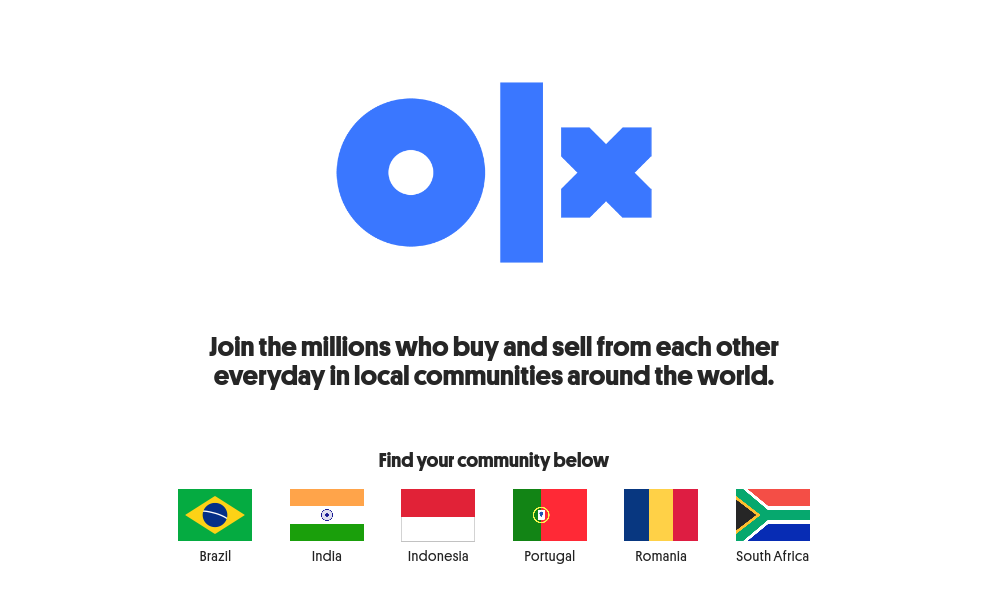 olx
Join the millions who buy and sell from each other
everyday in local communities around the world.
Find your community below
Brazil
India
Indonesia
Portugal
Romania
South Africa